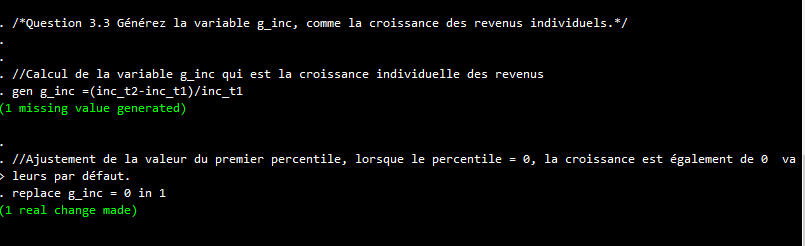 . /*Question 3.3 Générez la variable g_inc, comme la croissance des revenus individuels.*/
.
.
. //Calcul de la variable g_inc qui est la croissance individuelle des revenus
. gen g_inc =(inc_t2-inc_t1)/inc_t1
(1 missing value generated)
.
. //Ajustement de la valeur du premier percentile, lorsque le percentile = 0, la croissance est également de 0  va
> leurs par défaut.
. replace g_inc = 0 in 1
(1 real change made)